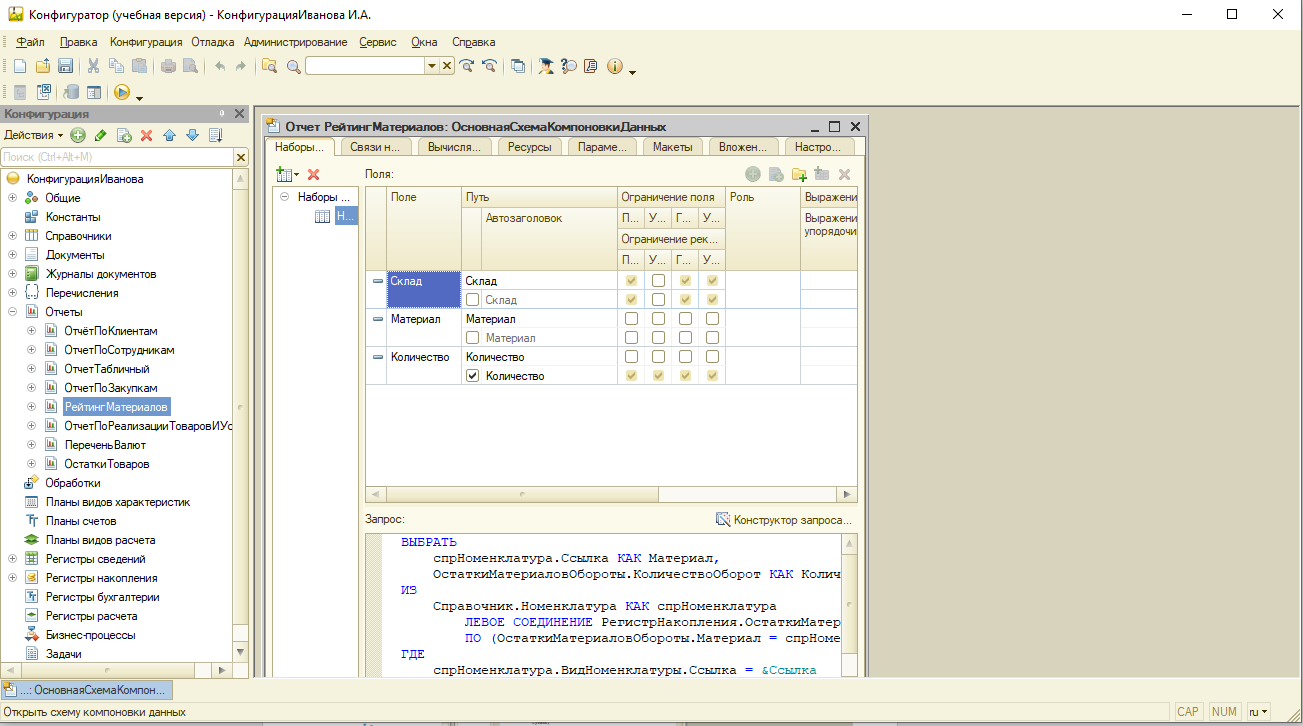 Конфигуратор (учебная версия) - КонфигурацияИванова И.А.
Файл Правка Конфигурация Отладка Администрирование Сервис Окна Справка
Конфигурация
Действия
Поиск (Ctrl+Alt+M)
КонфигурацияИванова
Общие
Константы
Справочники
Документы
Журналы документов
Перечисления
Отчеты
ОтчётПоКлиентам
ОтчетПоСотрудникам
ОтчетТабличный
ОтчетПоЗакупкам
РейтингМатериалов
ОтчетПоРеализацииТоваровИУс
ПереченьВалют
ОстаткиТоваров
Обработки
Планы видов характеристик
Планы счетов
Планы видов расчета
Регистры сведений
Регистры накопления
Регистры бухгалтерии
Регистры расчета
Бизнес-процессы
Задачи
Отчет РейтингМатериалов: ОсновнаяСхемаКомпоновкиДанных
Наборы... Связи н... Вычисля... Ресурсы Параме... Макеты Вложен... Настро...
Наборы ...
Н...
Поля:
Поле Путь Ограничение поля Роль Выражени
Автозаголовок П... У... Г... У... Выражени
упорядочи
Ограничение рек...
П... У... Г... У...
Склад Склад
Склад
Материал Материал
Материал
Количество Количество
Количество
Запрос: Конструктор запроса...
ВЫБРАТЬ
спрНоменклатура.Ссылка КАК Материал,
ОстаткиМатериаловОбороты.КоличествоОборот КАК Колич
ИЗ
Справочник.Номенклатура КАК спрНоменклатура
ЛЕВОЕ СОЕДИНЕНИЕ РегистрНакопления.ОстаткиМатер
ПО (ОстаткиМатериаловОбороты.Материал = спрНоме
ГДЕ
спрНоменклатура.ВидНоменклатуры.Ссылка = &Ссылка
...: ОсновнаяСхемаКомпон...
Открыть схему компоновки данных CAP NUM ru